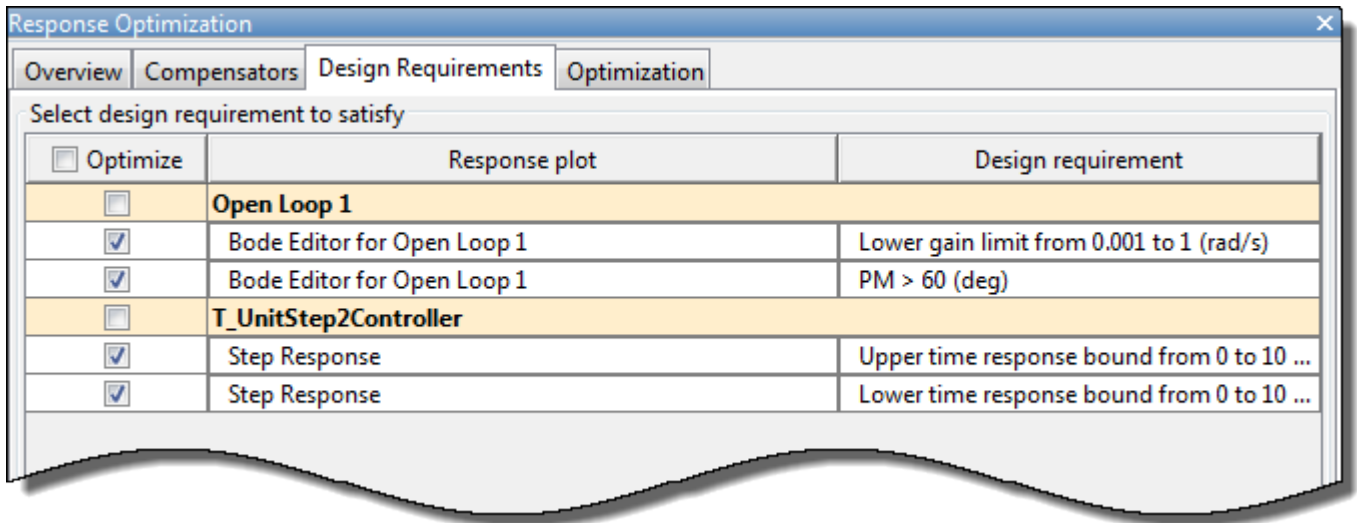 Response Optimization
Overview Compensators Design Requirements Optimization
Select design requirement to satisfy
Optimize Response plot Design requirement
Open Loop 1
Bode Editor for Open Loop 1 Lower gain limit from 0.001 to 1 (rad/s)
Bode Editor for Open Loop 1 PM > 60 (deg)
T_UnitStep2Controller
Step Response Upper time response bound from 0 to 10 ...
Step Response Lower time response bound from 0 to 10 ...